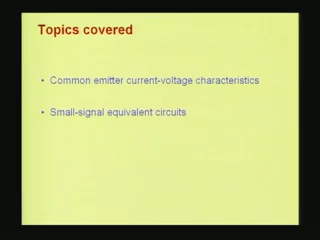 Topics covered
• Common emitter current-voltage characteristics
• Small-signal equivalent circuits